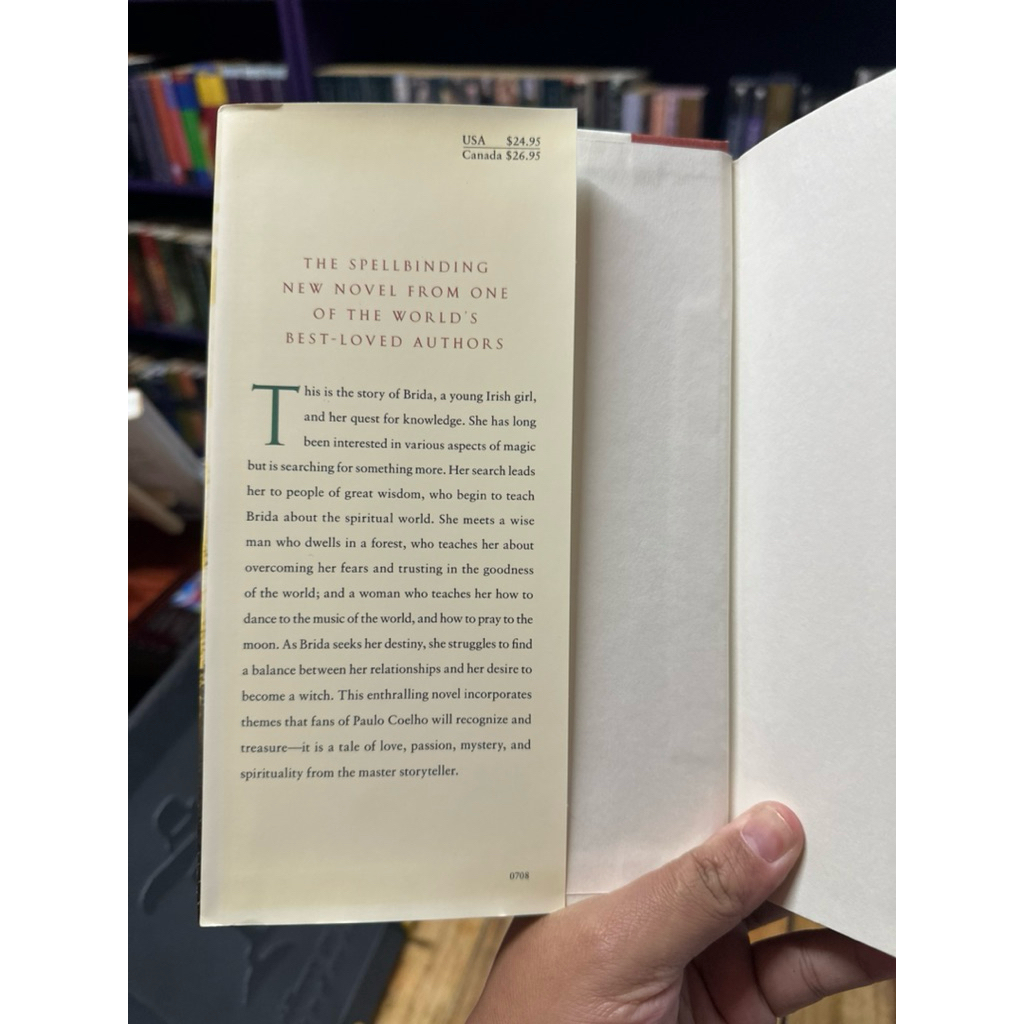 USA $24.95
Canada $26.95
THE SPELLBINDING
NEW NOVEL FROM ONE
OF THE WORLD'S
BEST-LOVED AUTHORS
This is the story of Brida, a young Irish girl,
and her quest for knowledge. She has long
been interested in various aspects of magic
but is searching for something more. Her search leads
her to people of great wisdom, who begin to teach
Brida about the spiritual world. She meets a wise
man who dwells in a forest, who teaches her about
overcoming her fears and trusting in the goodness
of the world; and a woman who teaches her how to
dance to the music of the world, and how to pray to the
moon. As Brida seeks her destiny, she struggles to find
a balance between her relationships and her desire to
become a witch. This enthralling novel incorporates
themes that fans of Paulo Coelho will recognize and
treasure—it is a tale of love, passion, mystery, and
spirituality from the master storyteller.
0708